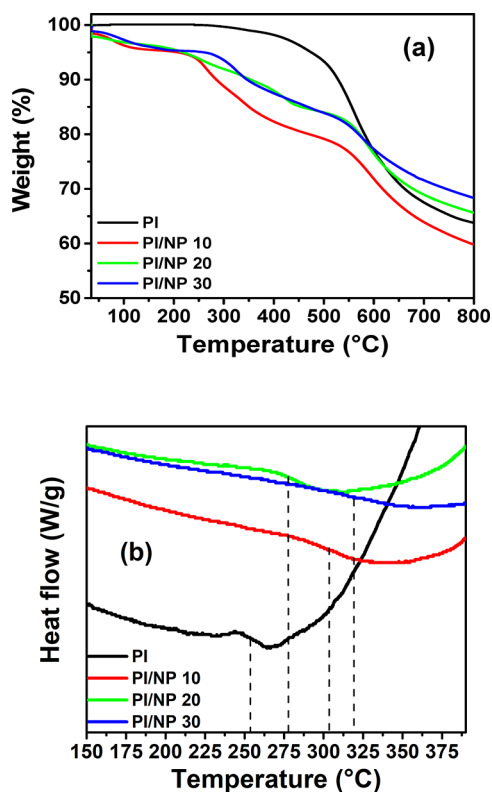 (a)
Weight (%)
100
90
80
70
60
50
PI
PI/NP 10
PI/NP 20
PI/NP 30
100 200 300 400 500 600 700 800
Temperature (°C)
(b)
Heat flow (W/g)
PI
PI/NP 10
PI/NP 20
PI/NP 30
150 175 200 225 250 275 300 325 350 375
Temperature (°C)